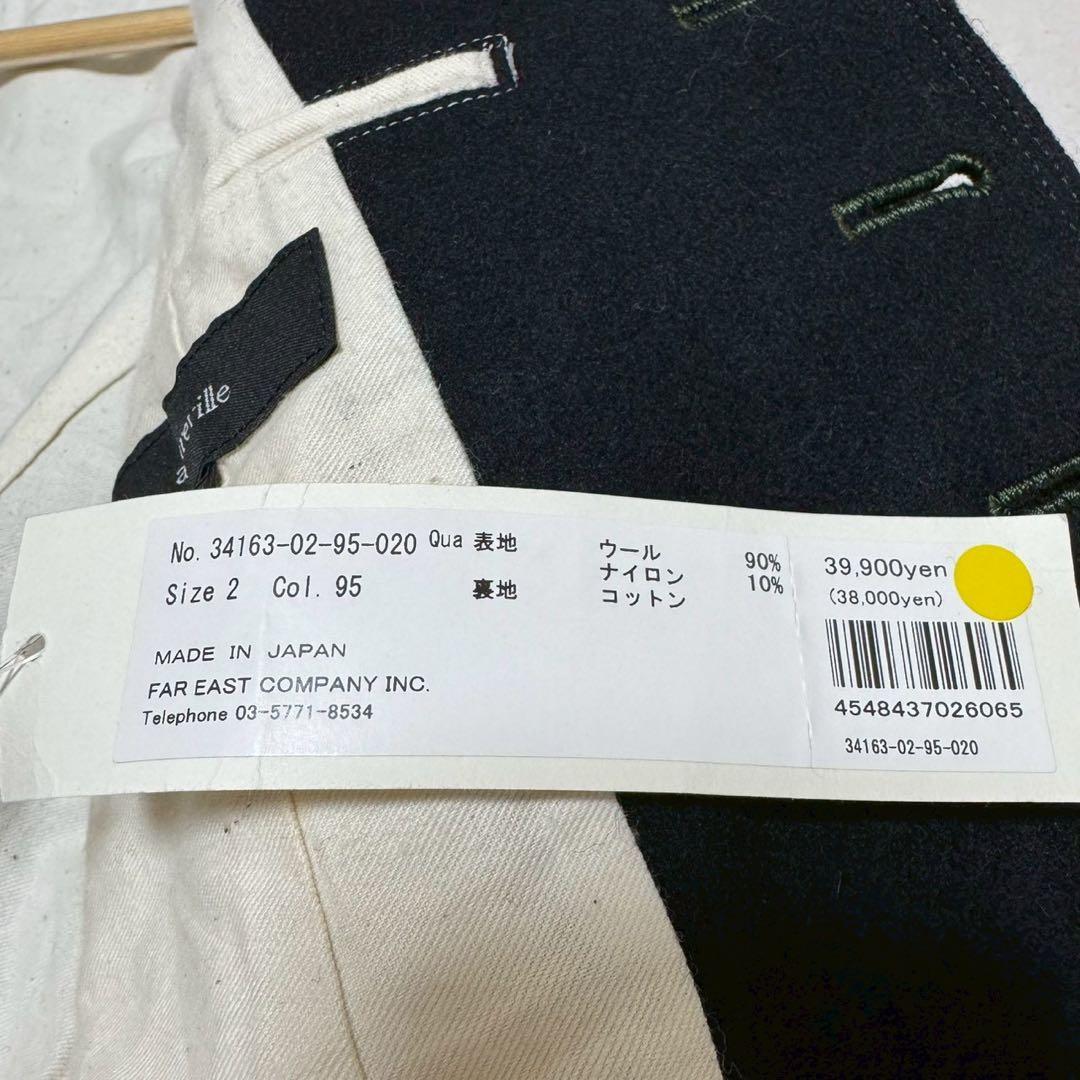 No. 34163-02-95-020 Qua 表地 ウール 90%
ナイロン 10%
Size 2 Col. 95 裏地 コットン
MADE IN JAPAN
FAR EAST COMPANY INC.
Telephone 03-5771-8534
39,900yen
(38,000yen)
4548437026065
34163-02-95-020